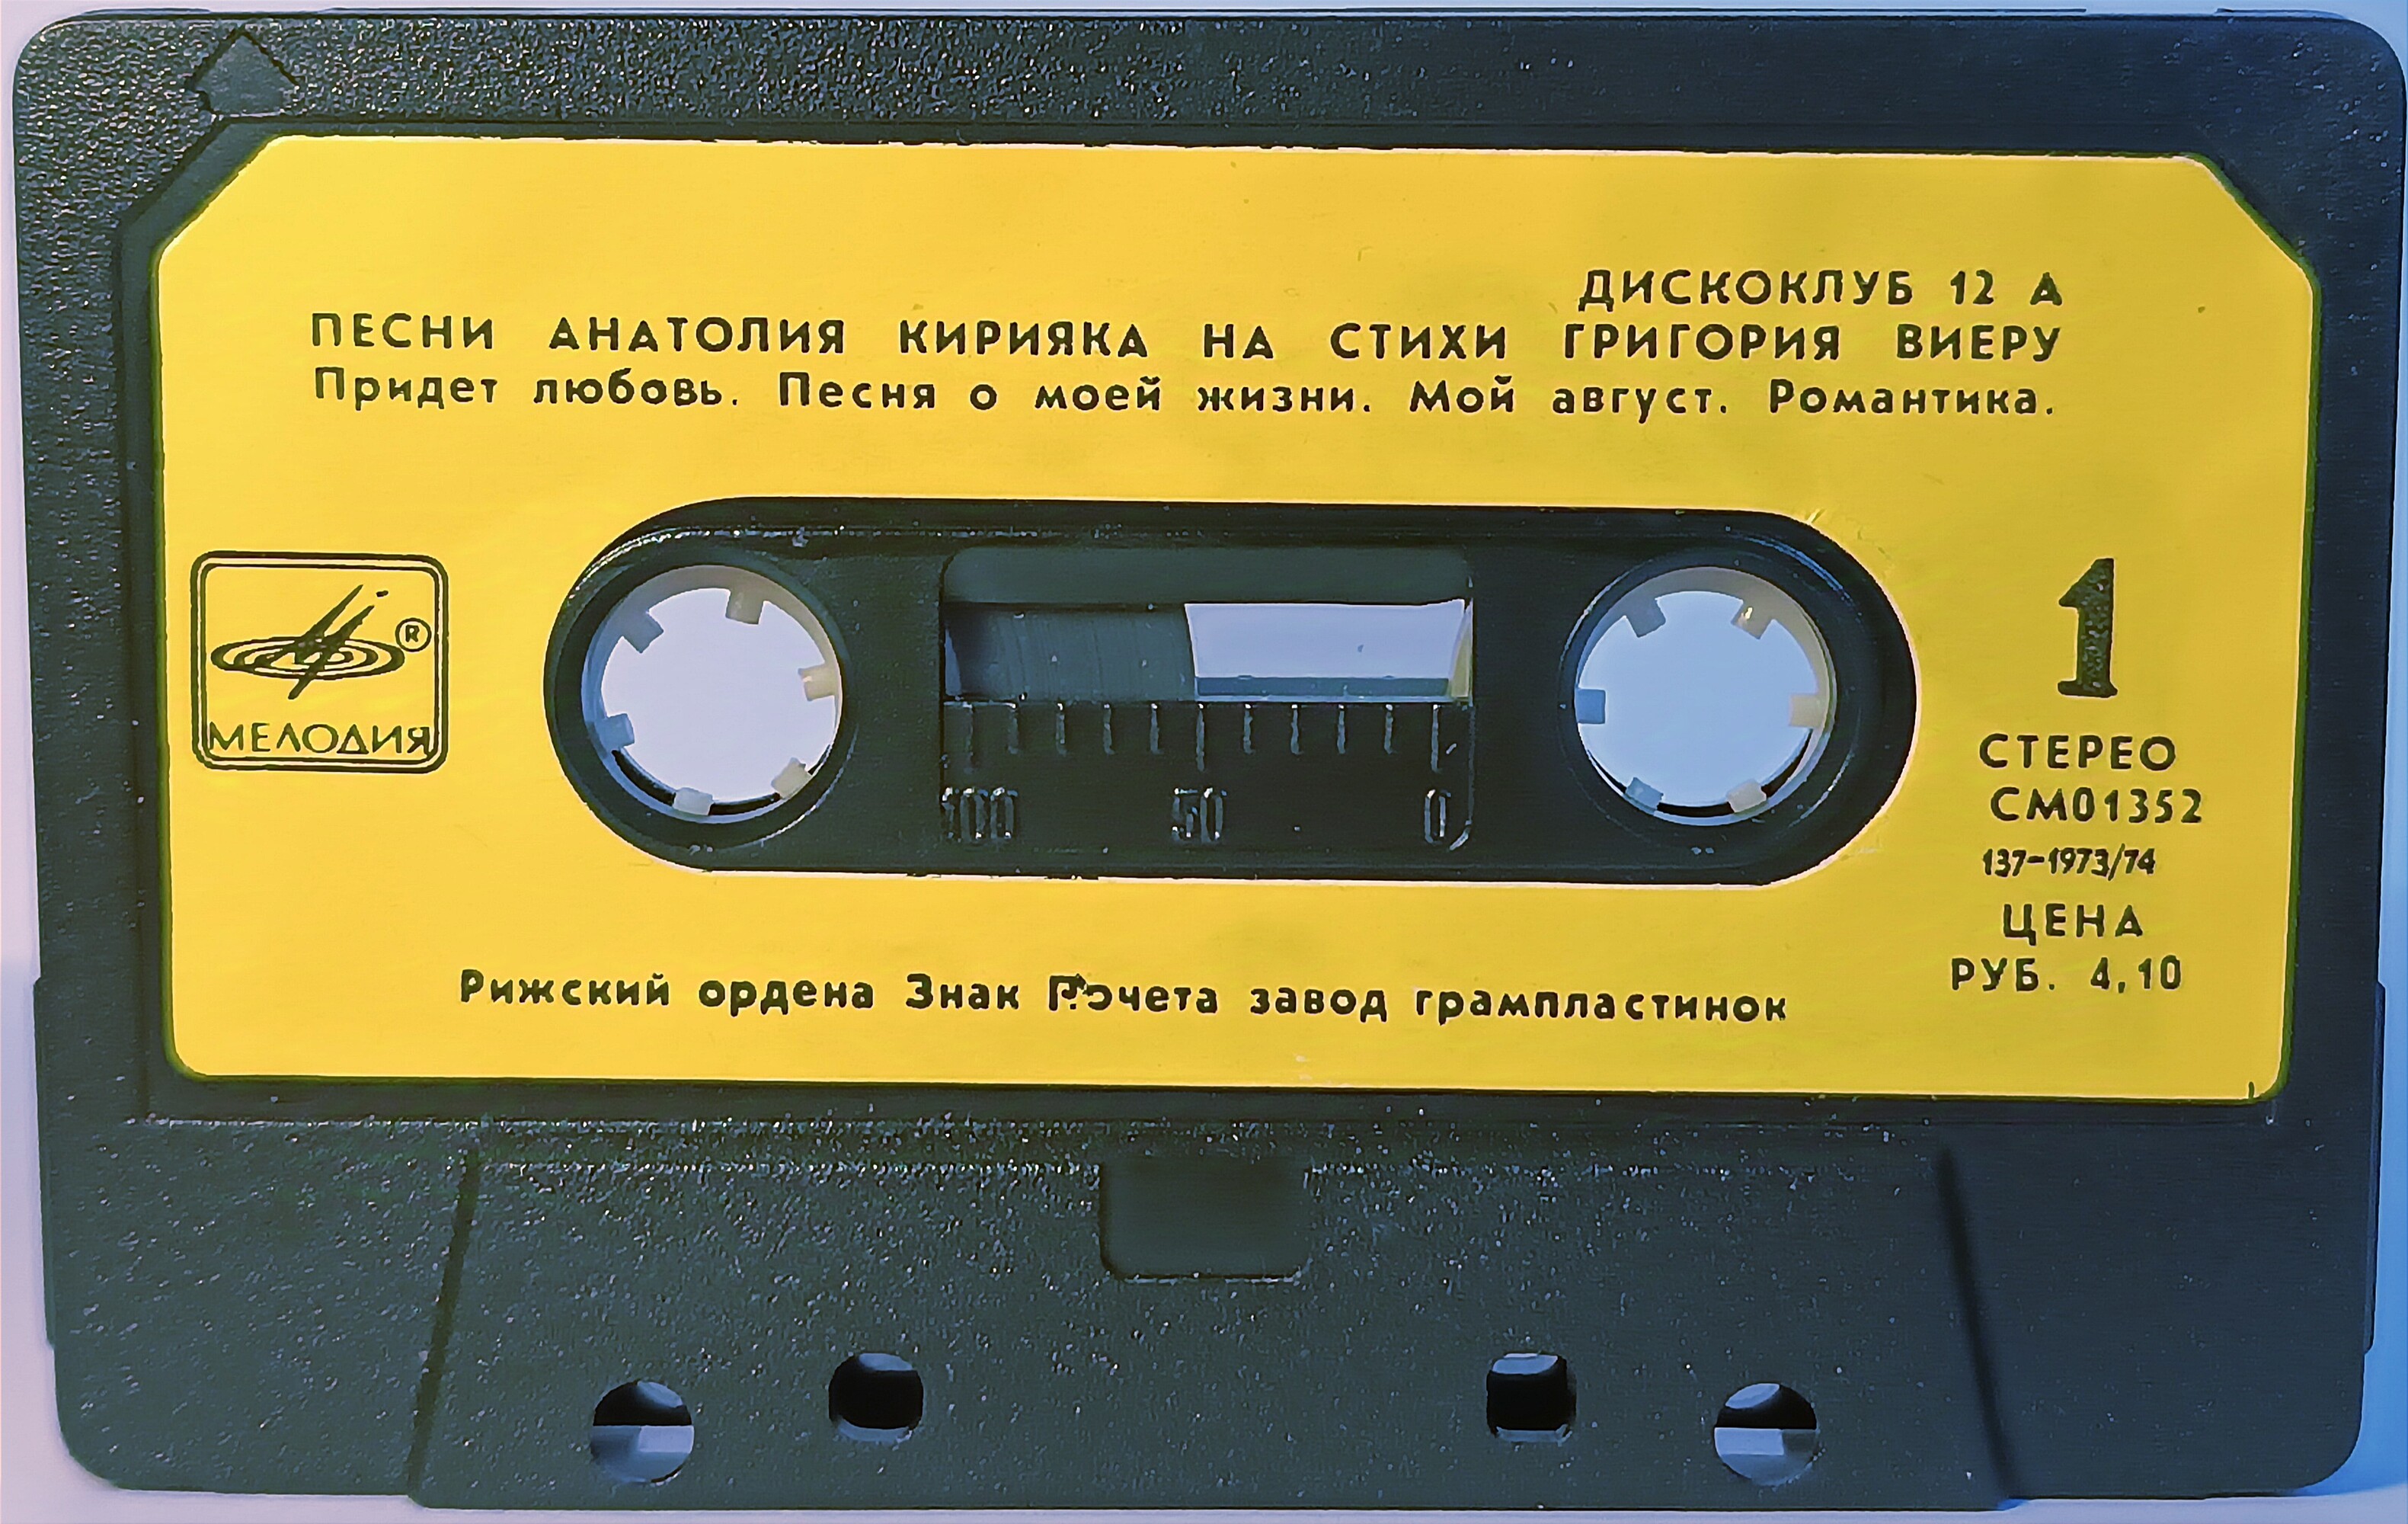 ДИСКОКЛУБ 12 А
ПЕСНИ АНАТОЛИЯ КИРИЯКА НА СТИХИ ГРИГОРИЯ ВИЕРУ
Придет любовь. Песня о моей жизни. Мой август. Романтика.
®
МЕЛОДИЯ
100 50 0
1
СТЕРЕО
СМ01352
137-1973/74
ЦЕНА
РУБ. 4,10
Рижский ордена Знак Почета завод грампластинок